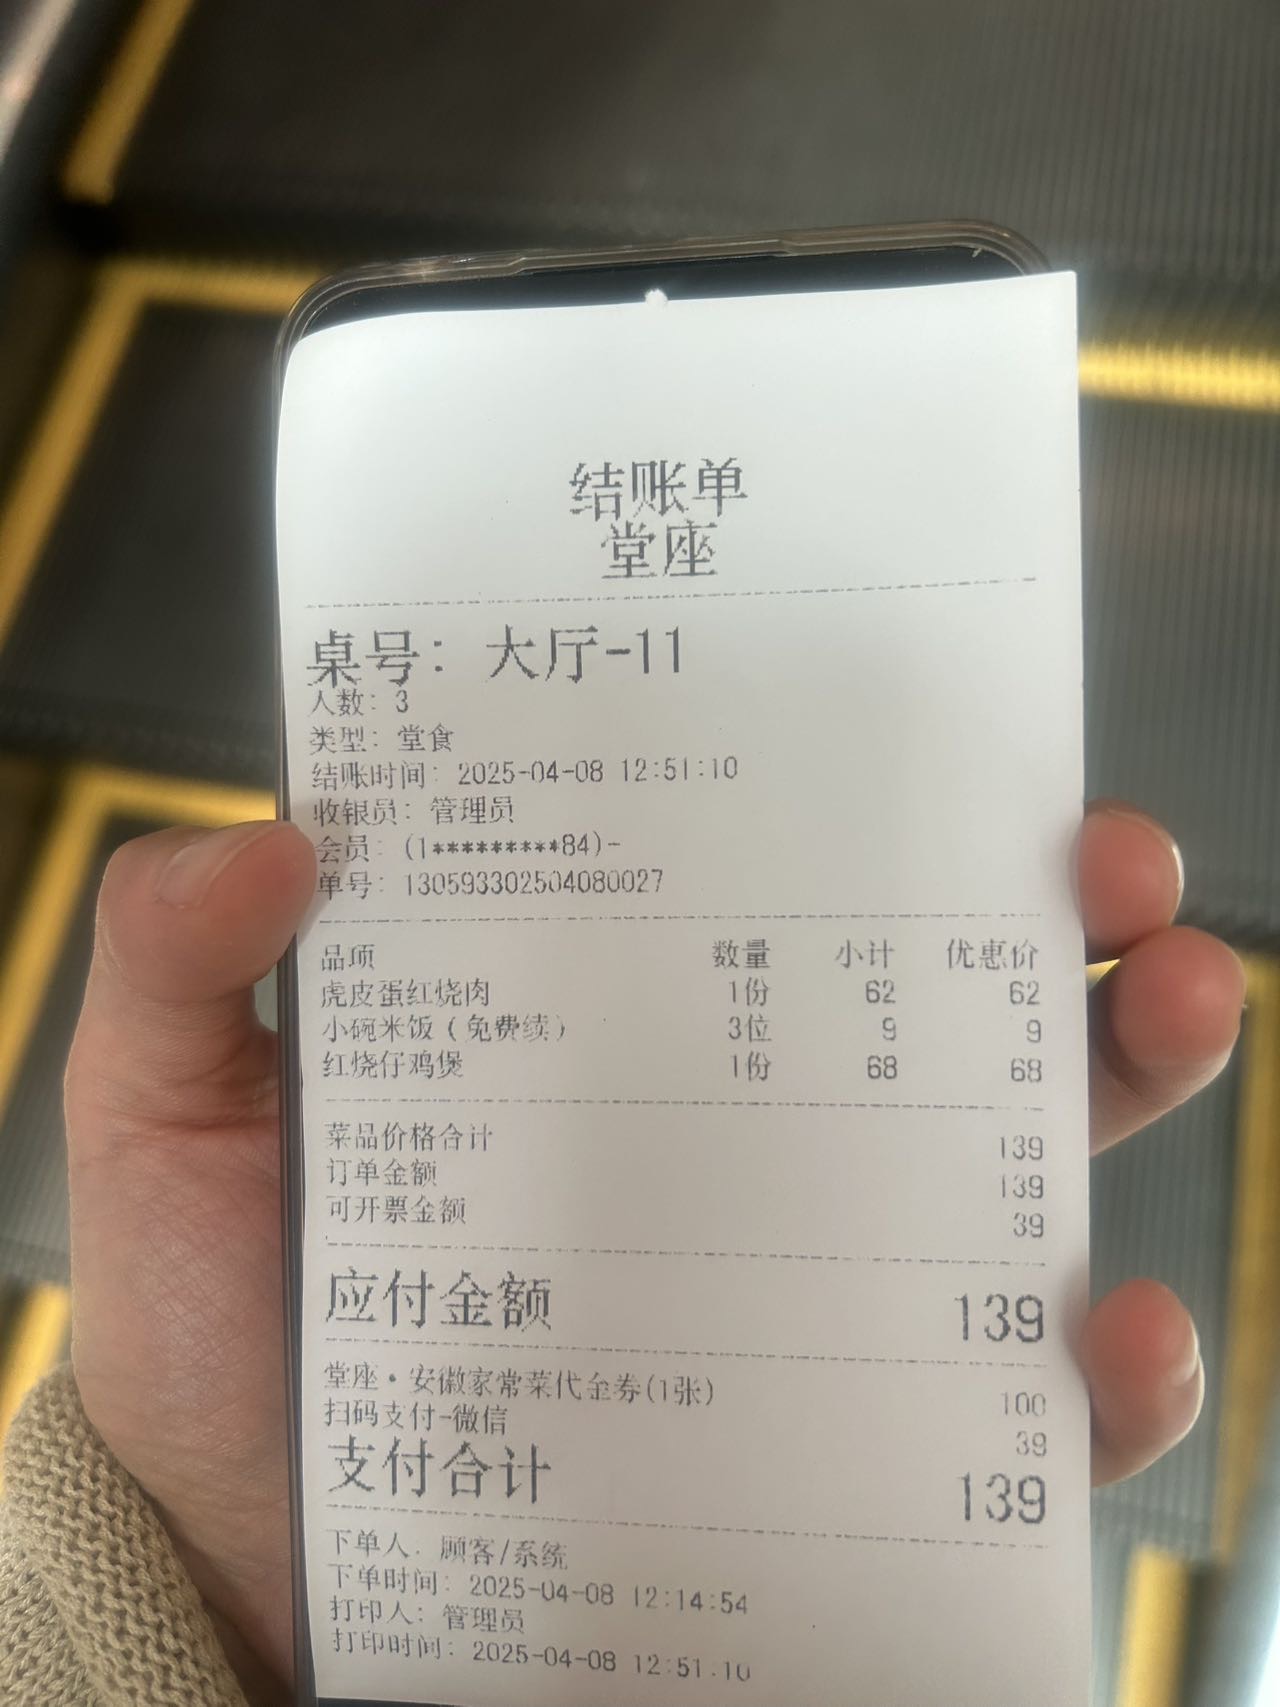 结账单
堂座
桌号：大厅-11
人数：3
类型：堂食
结账时间：2025-04-08 12:51:10
收银员：管理员
会员：(1*********84)-
单号：130593302504080027
品项 数量 小计 优惠价
虎皮蛋红烧肉 1份 62 62
小碗米饭（免费续） 3位 9 9
红烧仔鸡煲 1份 68 68
菜品价格合计 139
订单金额 139
可开票金额 39
应付金额 139
堂座·安徽家常菜代金券(1张) 100
扫码支付-微信 39
支付合计 139
下单人：顾客/系统
下单时间：2025-04-08 12:14:54
打印人：管理员
打印时间：2025-04-08 12:51:10